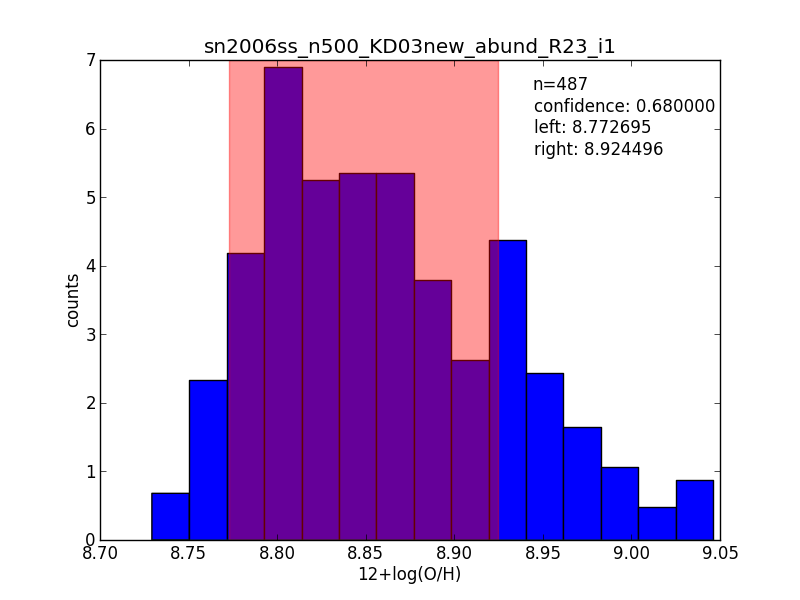 sn2006ss_n500_KD03new_abund_R23_i1
n=487
confidence: 0.680000
left: 8.772695
right: 8.924496
7
6
5
4
3
2
1
0
counts
8.70 8.75 8.80 8.85 8.90 8.95 9.00 9.05
12+log(O/H)